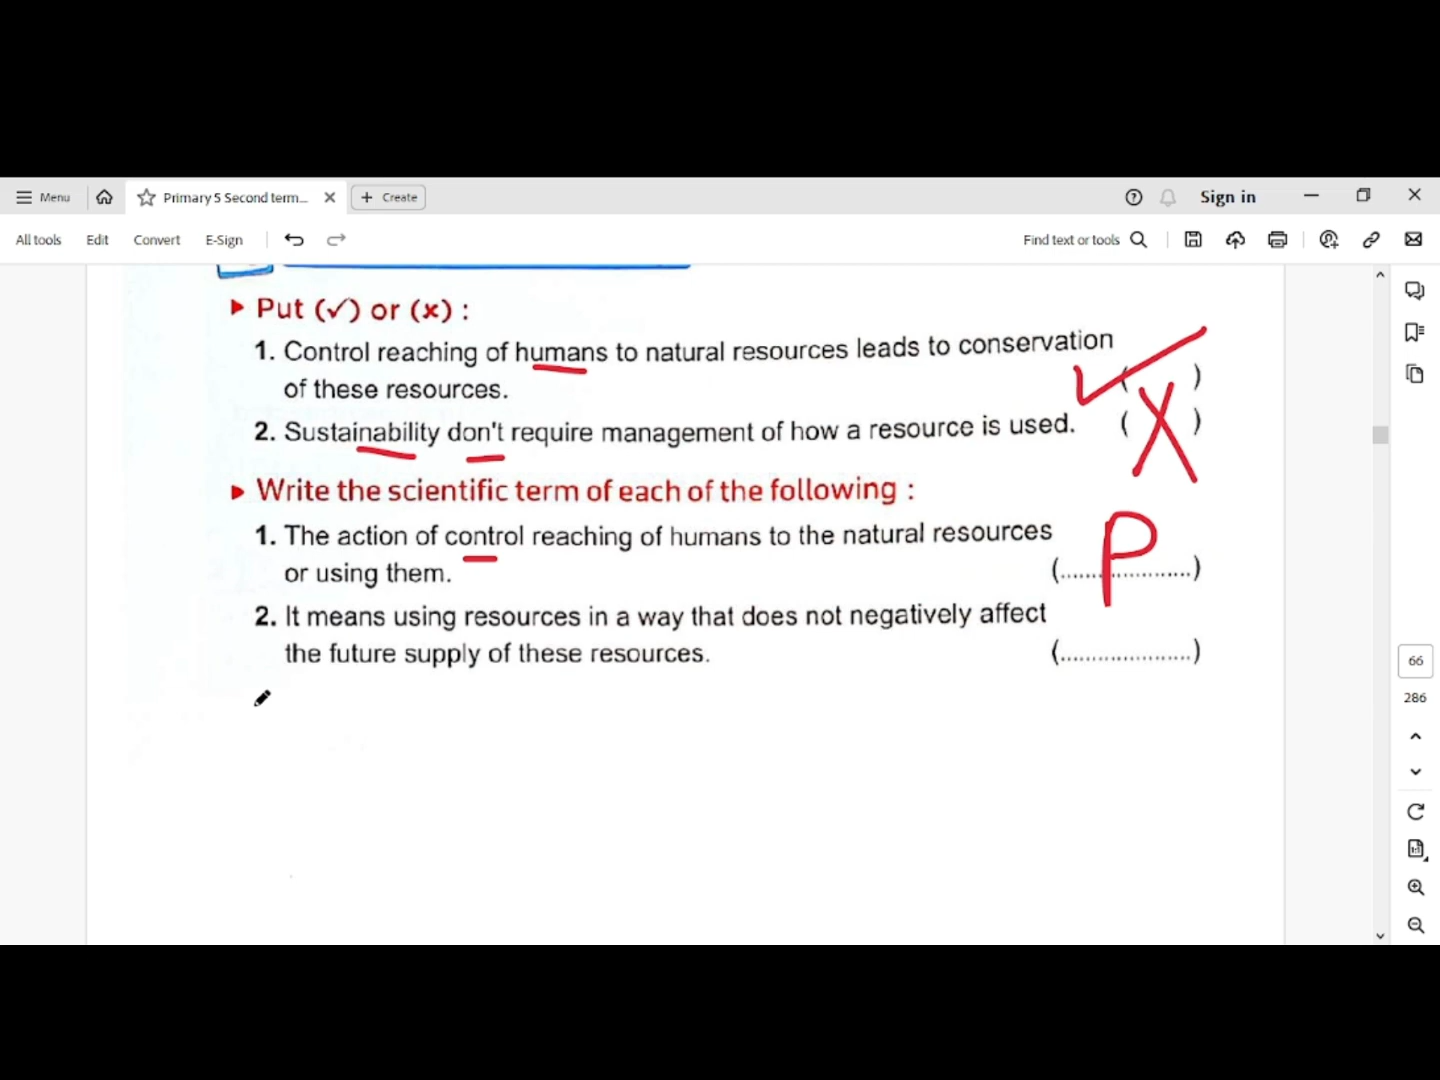 Menu
Primary 5 Second term...
Create
Sign in
All tools
Edit
Convert
E-Sign
Find text or tools
Put (✓) or (x) :
1. Control reaching of humans to natural resources leads to conservation
of these resources. ( ✓ )
2. Sustainability don't require management of how a resource is used. ( X )
Write the scientific term of each of the following :
1. The action of control reaching of humans to the natural resources
or using them. (..................) P
2. It means using resources in a way that does not negatively affect
the future supply of these resources. (....................)
66
286